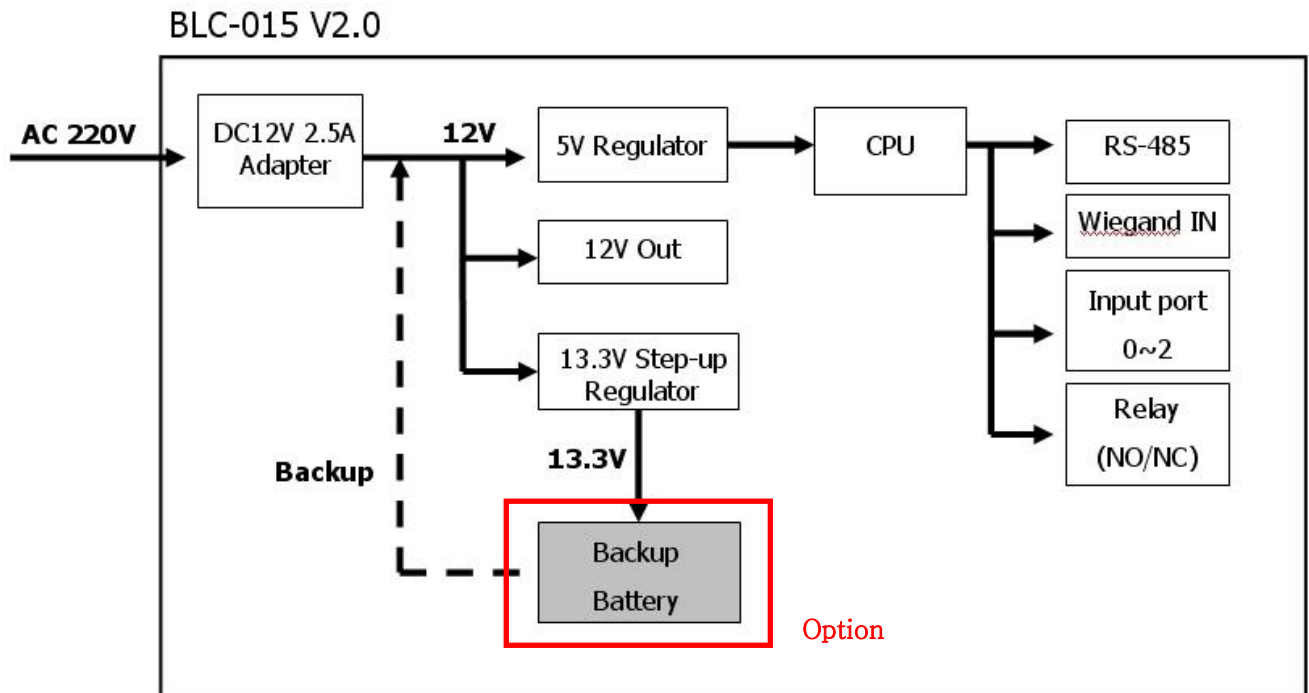 BLC-015 V2.0
AC 220V
DC12V 2.5A
Adapter
12V
5V Regulator
CPU
RS-485
Wiegand IN
12V Out
Input port
0~2
13.3V Step-up
Regulator
Relay
(NO/NC)
13.3V
Backup
Backup
Battery
Option